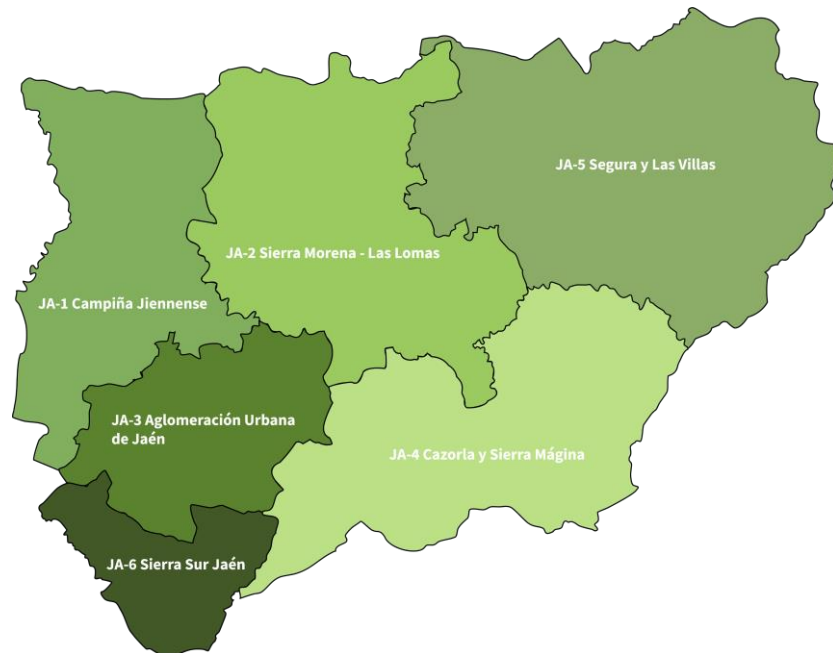 JA-5 Segura y Las Villas
JA-2 Sierra Morena - Las Lomas
JA-1 Campiña Jiennense
JA-3 Aglomeración Urbana
de Jaén
JA-4 Cazorla y Sierra Mágina
JA-6 Sierra Sur Jaén